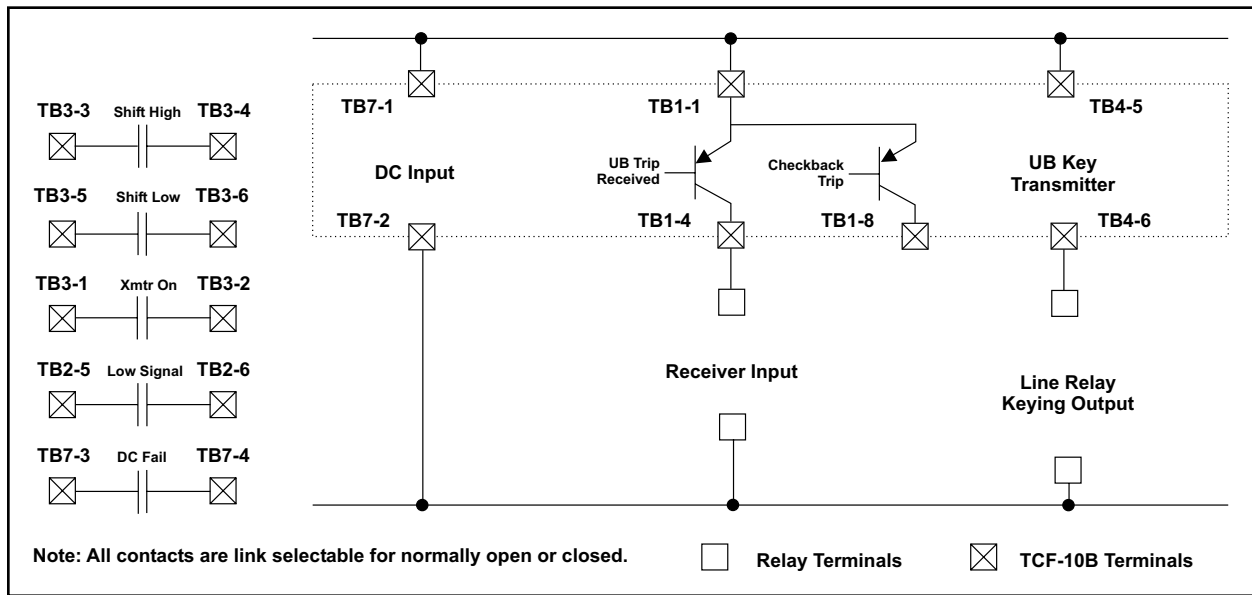 TB3-3 Shift High TB3-4
TB3-5 Shift Low TB3-6
TB3-1 Xmtr On TB3-2
TB2-5 Low Signal TB2-6
TB7-3 DC Fail TB7-4
TB7-1
TB1-1
TB4-5
DC Input
UB Trip
Received
Checkback
Trip
UB Key
Transmitter
TB7-2
TB1-4
TB1-8
TB4-6
Receiver Input
Line Relay
Keying Output
Note: All contacts are link selectable for normally open or closed.
Relay Terminals
TCF-10B Terminals